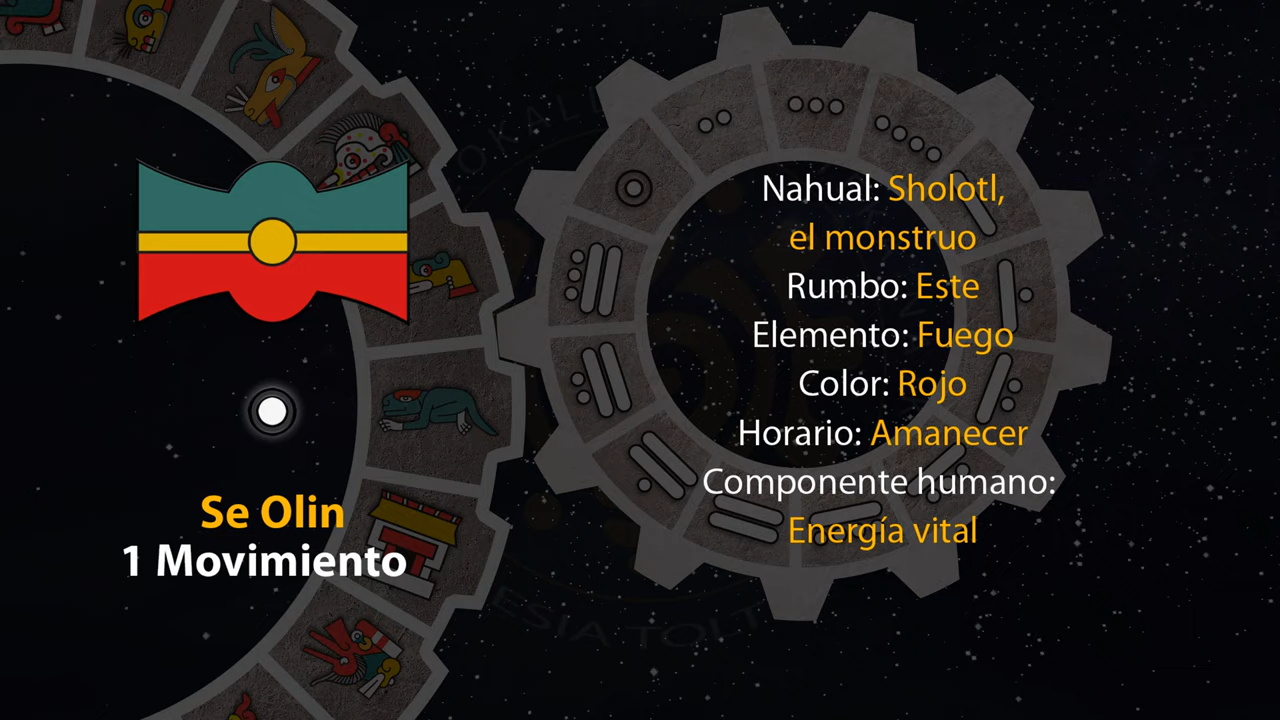 Se Olin
1 Movimiento
Nahual: Sholotl,
el monstruo
Rumbo: Este
Elemento: Fuego
Color: Rojo
Horario: Amanecer
Componente humano:
Energía vital